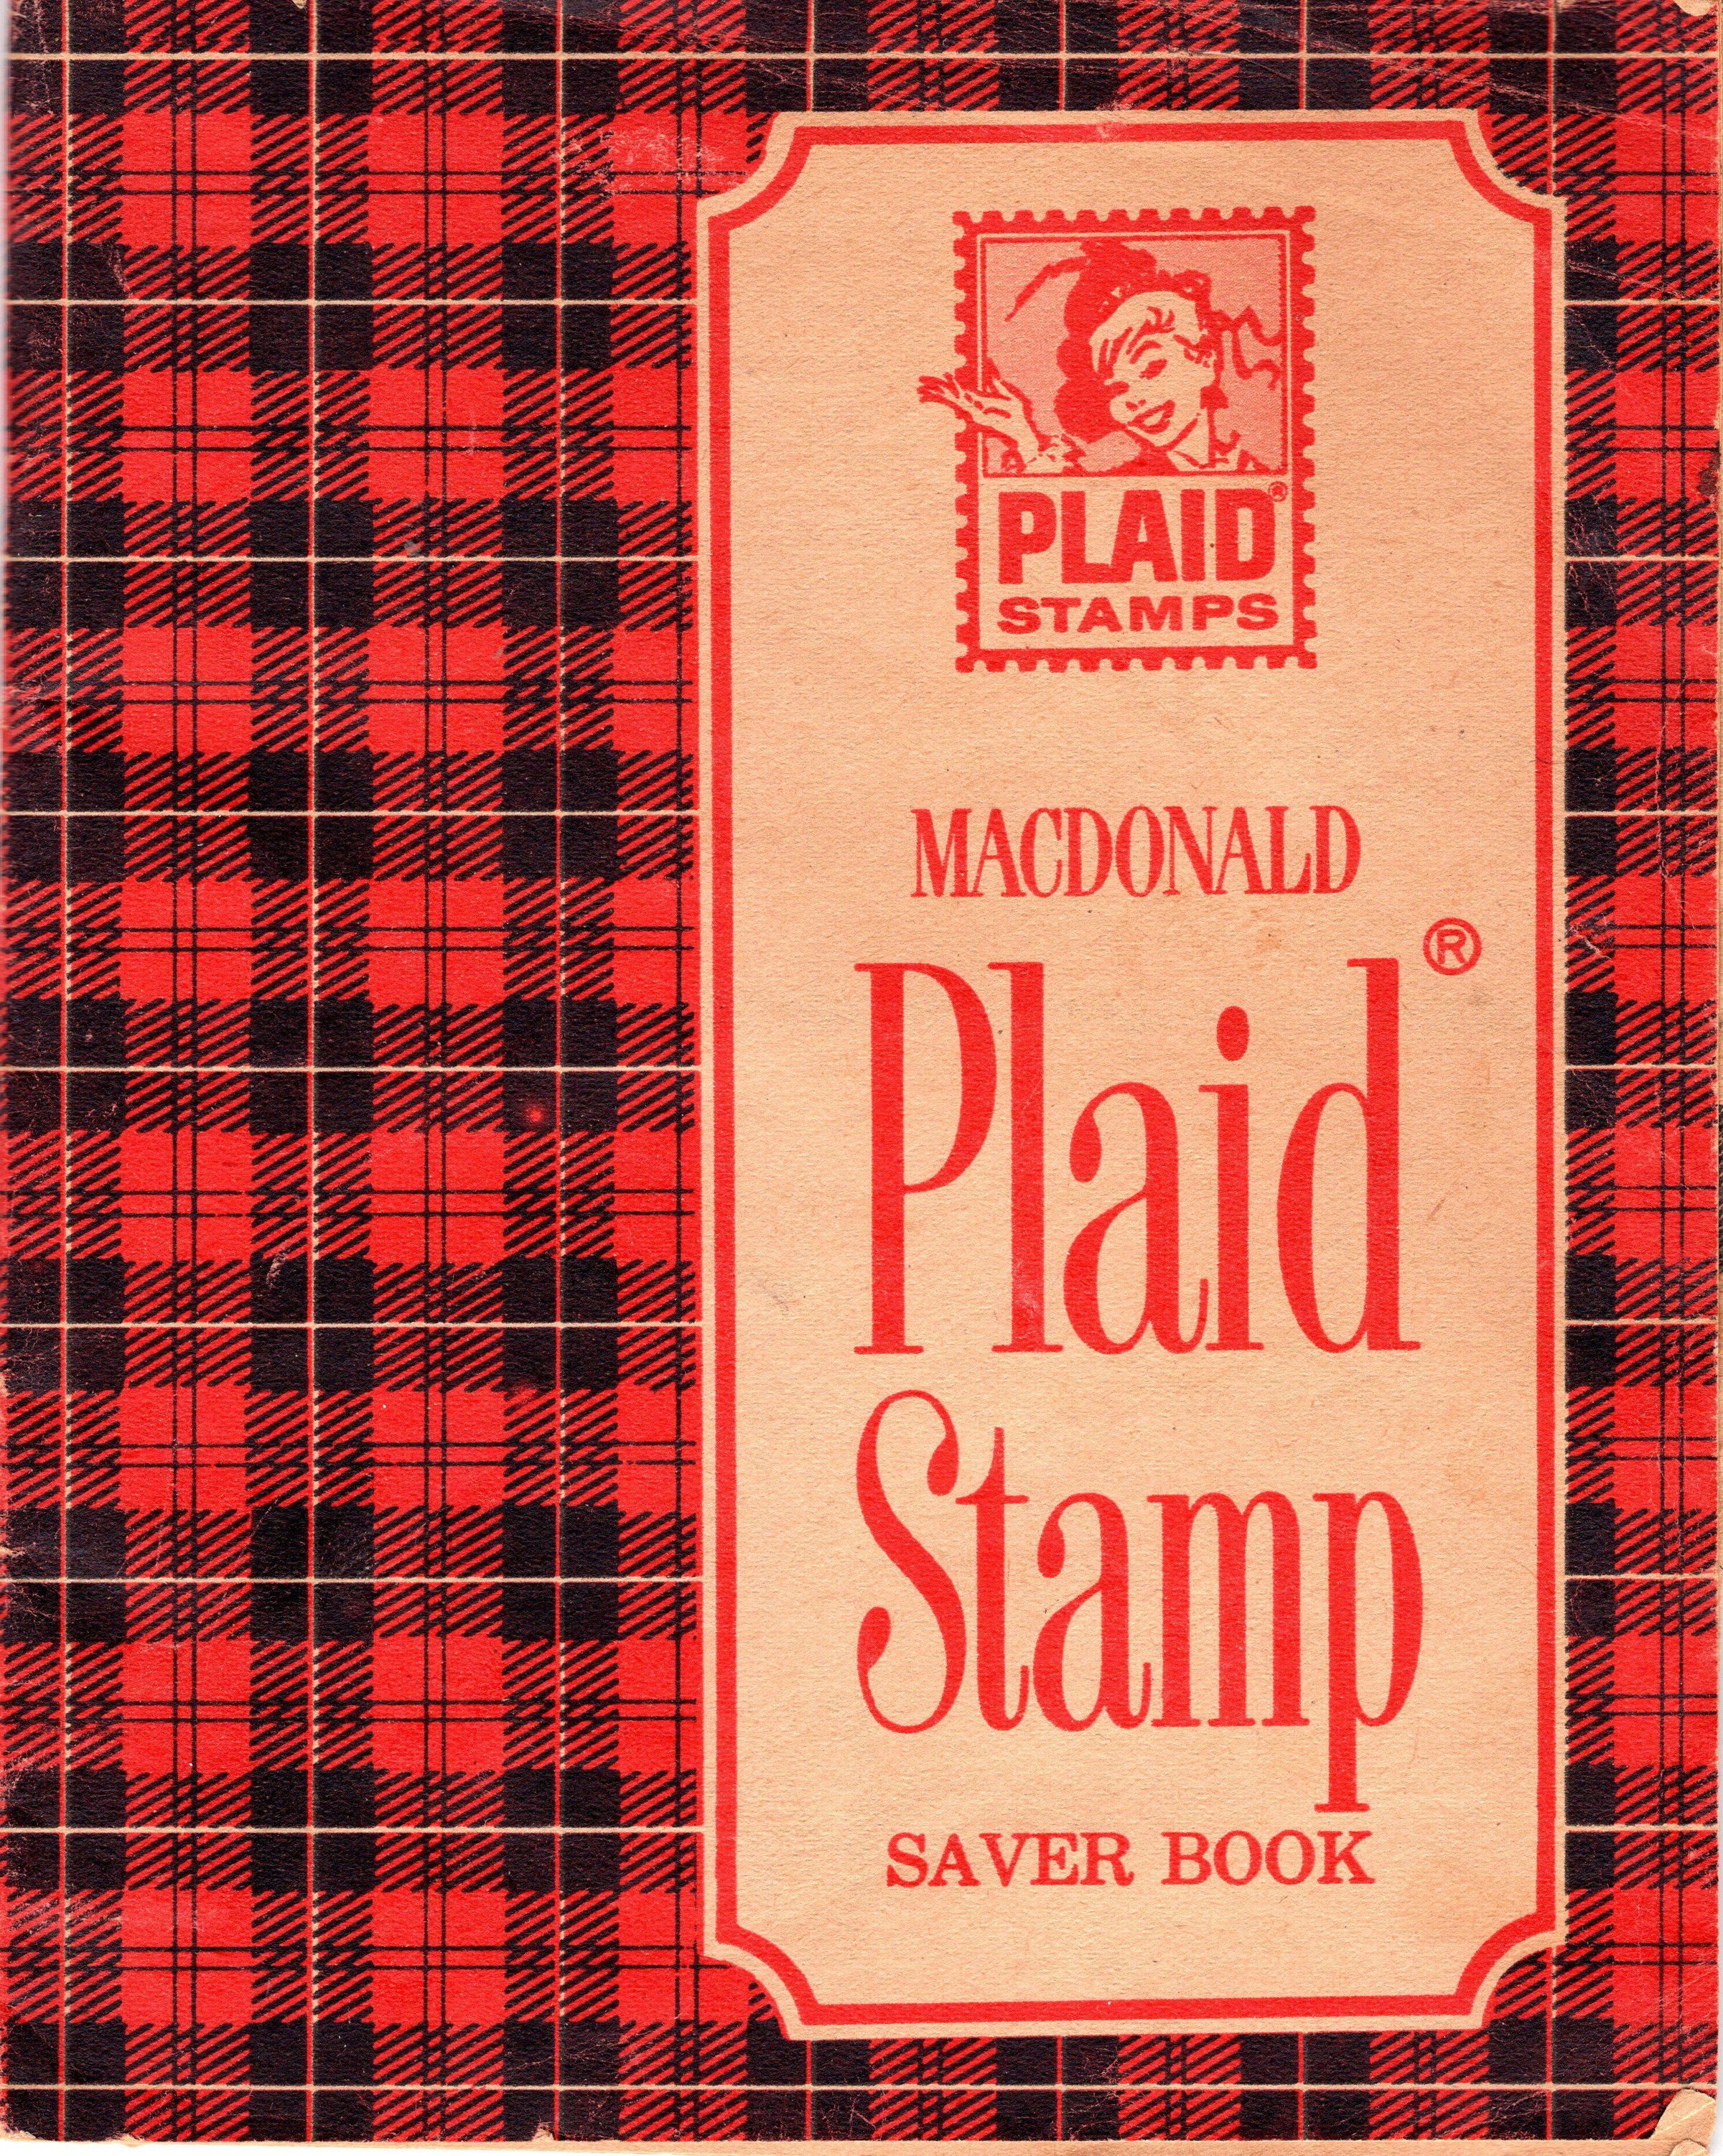 PLAID®
STAMPS
MACDONALD
Plaid®
Stamp
SAVER BOOK